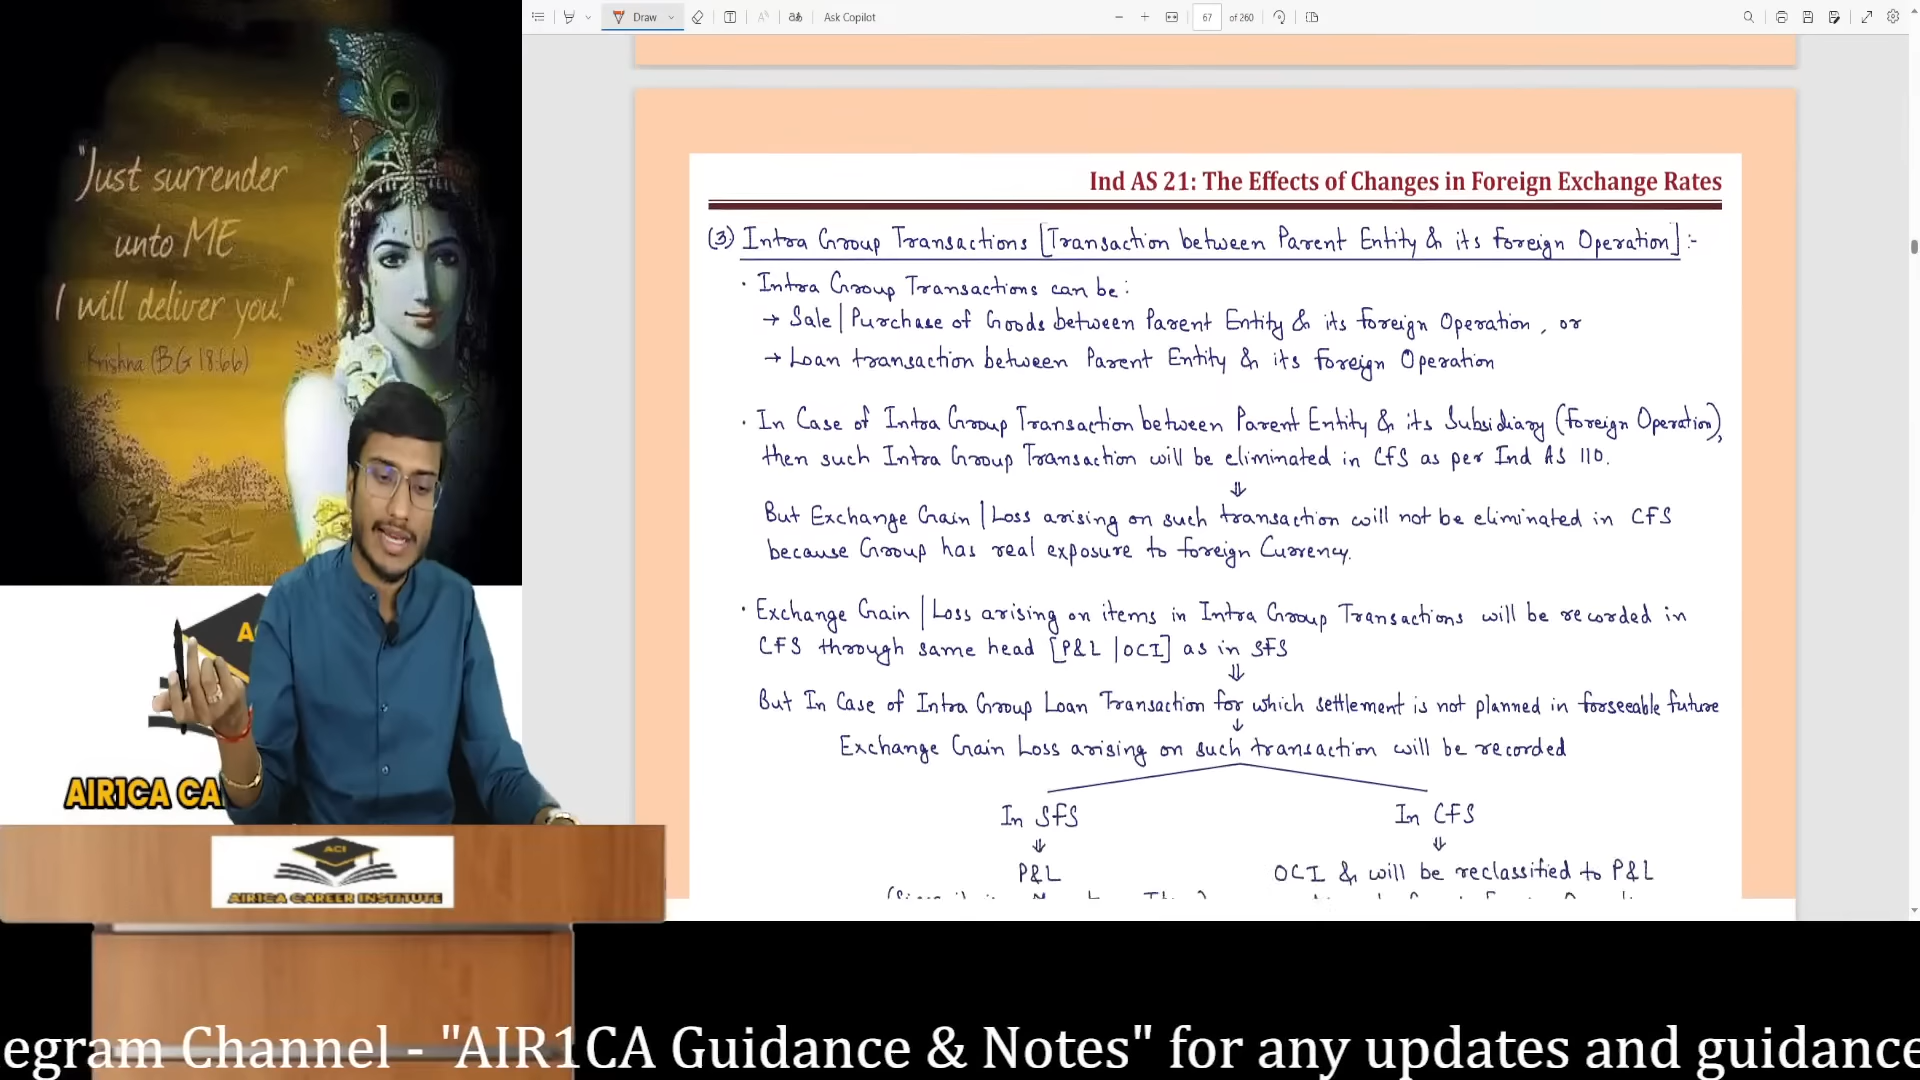 Draw
Ask Copilot
67 of 260
"Just surrender
unto ME
I will deliver you!"
- Krishna (B.G 18:66)
Ind AS 21: The Effects of Changes in Foreign Exchange Rates
(3) Intra Group Transactions [Transaction between Parent Entity & its Foreign Operation] :-
· Intra Group Transactions can be :
→ Sale | Purchase of Goods between Parent Entity & its Foreign Operation, or
→ Loan transaction between Parent Entity & its Foreign Operation
· In Case of Intra Group Transaction between Parent Entity & its Subsidiary (Foreign Operation),
then such Intra Group Transaction will be eliminated in CFS as per Ind AS 110.
⇓
But Exchange Gain | Loss arising on such transaction will not be eliminated in CFS
because Group has real exposure to Foreign Currency.
· Exchange Gain | Loss arising on items in Intra Group Transactions will be recorded in
CFS through same head [P&L | OCI] as in SFS
⇓
But In Case of Intra Group Loan Transaction for which settlement is not planned in forseeable future
↓
Exchange Gain Loss arising on such transaction will be recorded
In SFS In CFS
⇓ ⇓
P&L OCI & will be reclassified to P&L
AIR1CA CA
ACI
AIR1CA CAREER INSTITUTE
egram Channel - "AIR1CA Guidance & Notes" for any updates and guidance